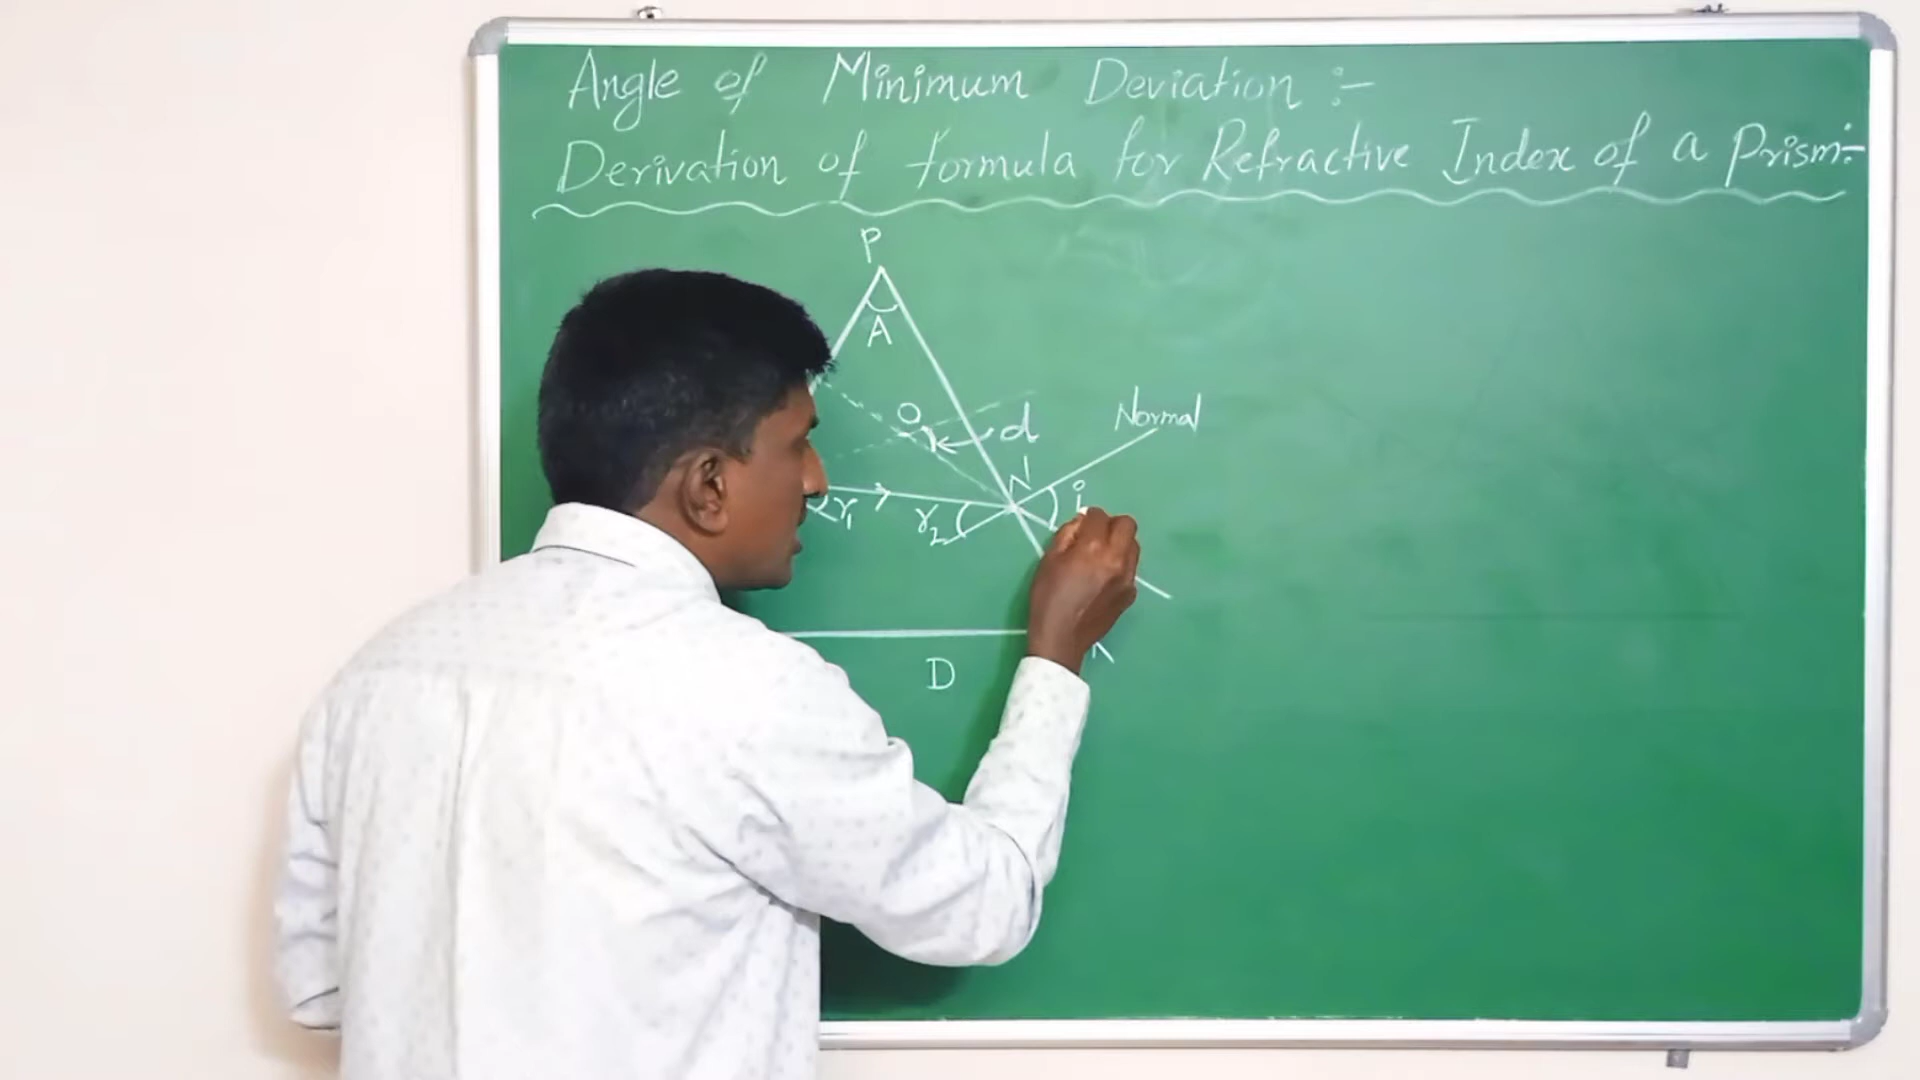 Angle of Minimum Deviation :-
Derivation of formula for Refractive Index of a Prism:-
P
A
O
d
Normal
N
i
r1
r2
D